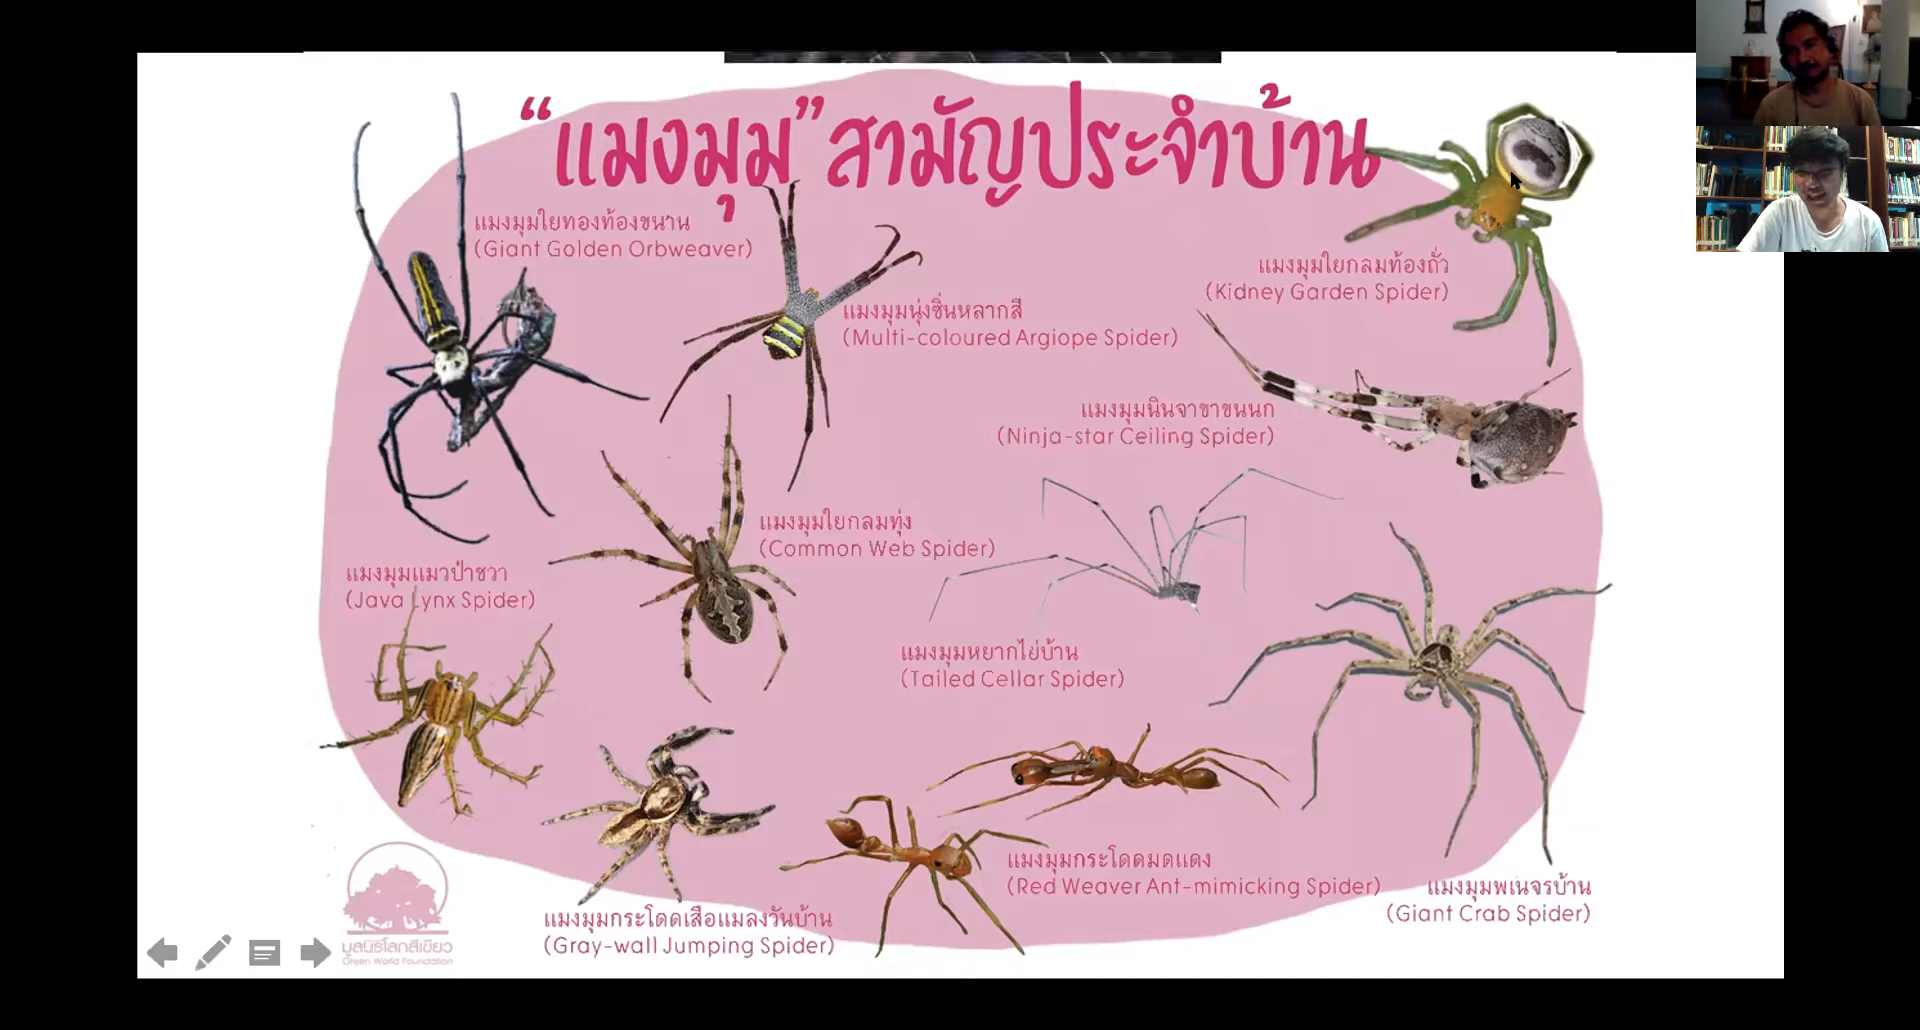 “แมงมุม” สามัญประจำบ้าน
แมงมุมใยทองท้องขนาน
(Giant Golden Orbweaver)
แมงมุมนุ่งซิ่นหลากสี
(Multi-coloured Argiope Spider)
แมงมุมใยกลมท้องถั่ว
(Kidney Garden Spider)
แมงมุมนินจาขาขนนก
(Ninja-star Ceiling Spider)
แมงมุมใยกลมทุ่ง
(Common Web Spider)
แมงมุมแมวป่าชวา
(Java Lynx Spider)
แมงมุมหยากไย่บ้าน
(Tailed Cellar Spider)
แมงมุมกระโดดมดแดง
(Red Weaver Ant-mimicking Spider)
แมงมุมพเนจรบ้าน
(Giant Crab Spider)
แมงมุมกระโดดเสือแมลงวันบ้าน
(Gray-wall Jumping Spider)
มูลนิธิโลกสีเขียว
Green World Foundation